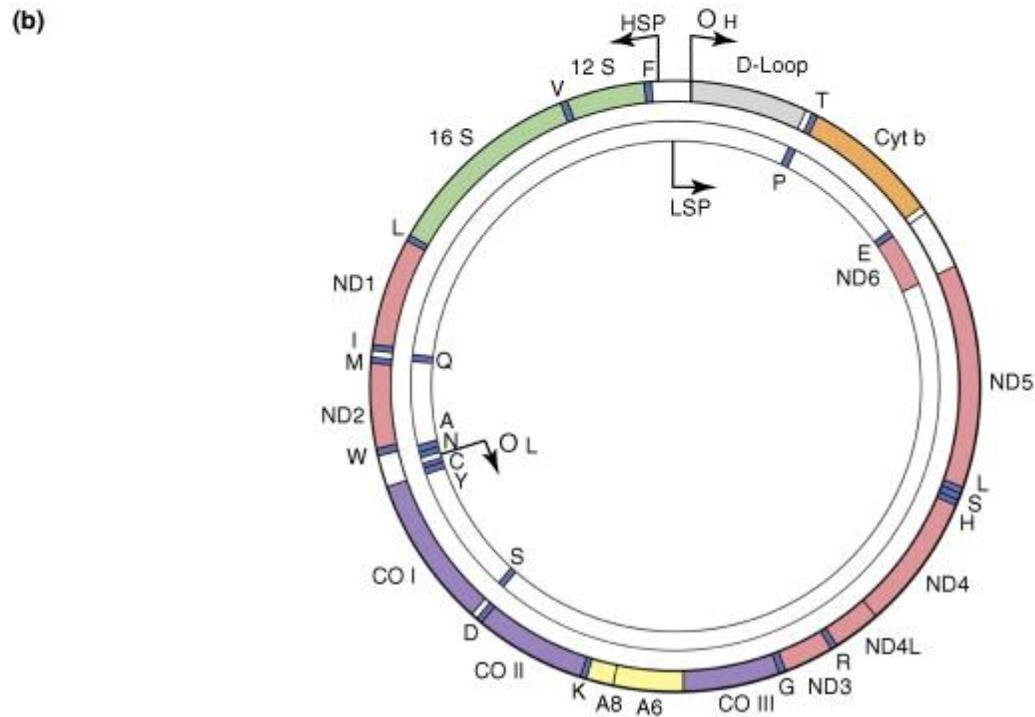 (b)
HSP
O H
D-Loop
T
Cyt b
12 S
F
V
16 S
P
LSP
L
E
ND6
ND1
I
M
Q
ND5
ND2
A
N
O L
C
W
Y
L
S
H
CO I
S
ND4
D
ND4L
CO II
R
K
A8
A6
CO III
G
ND3